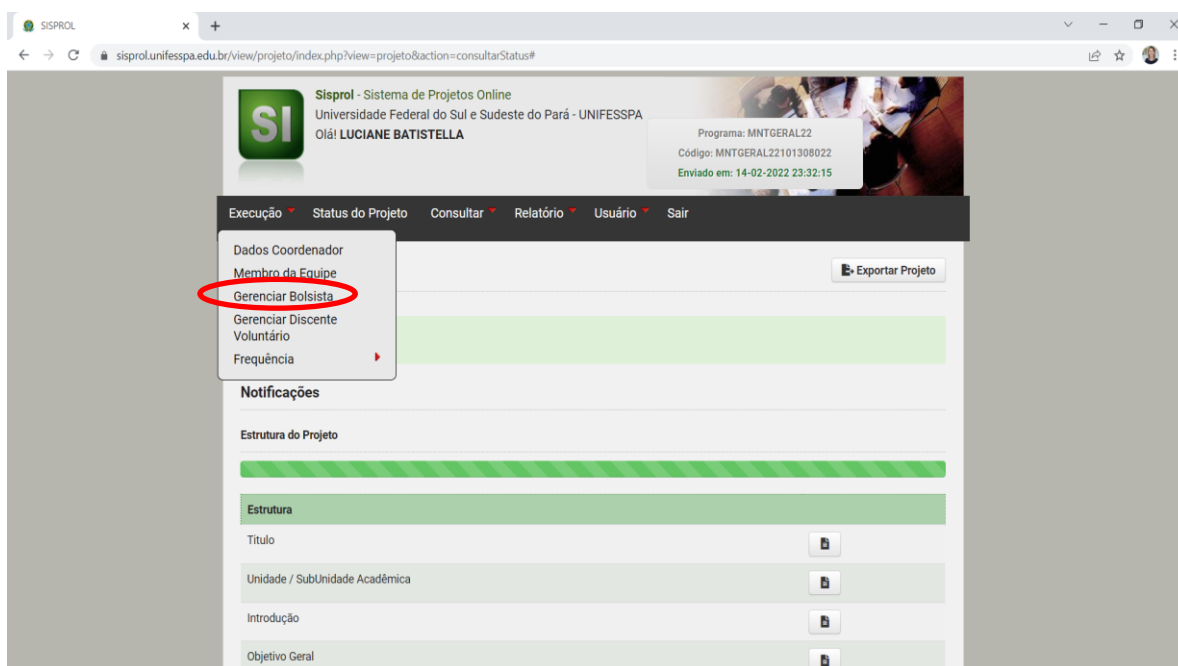 SISPROL
sisprol.unifesspa.edu.br/view/projeto/index.php?view=projeto&action=consultarStatus#
SI
Sisprol - Sistema de Projetos Online
Universidade Federal do Sul e Sudeste do Pará - UNIFESSPA
Olá! LUCIANE BATISTELLA
Programa: MNTGERAL22
Código: MNTGERAL22101308022
Enviado em: 14-02-2022 23:32:15
Execução Status do Projeto Consultar Relatório Usuário Sair
Dados Coordenador
Membro da Equipe
Gerenciar Bolsista
Gerenciar Discente
Voluntário
Frequência
Exportar Projeto
Notificações
Estrutura do Projeto
Estrutura
Titulo
Unidade / SubUnidade Acadêmica
Introdução
Objetivo Geral